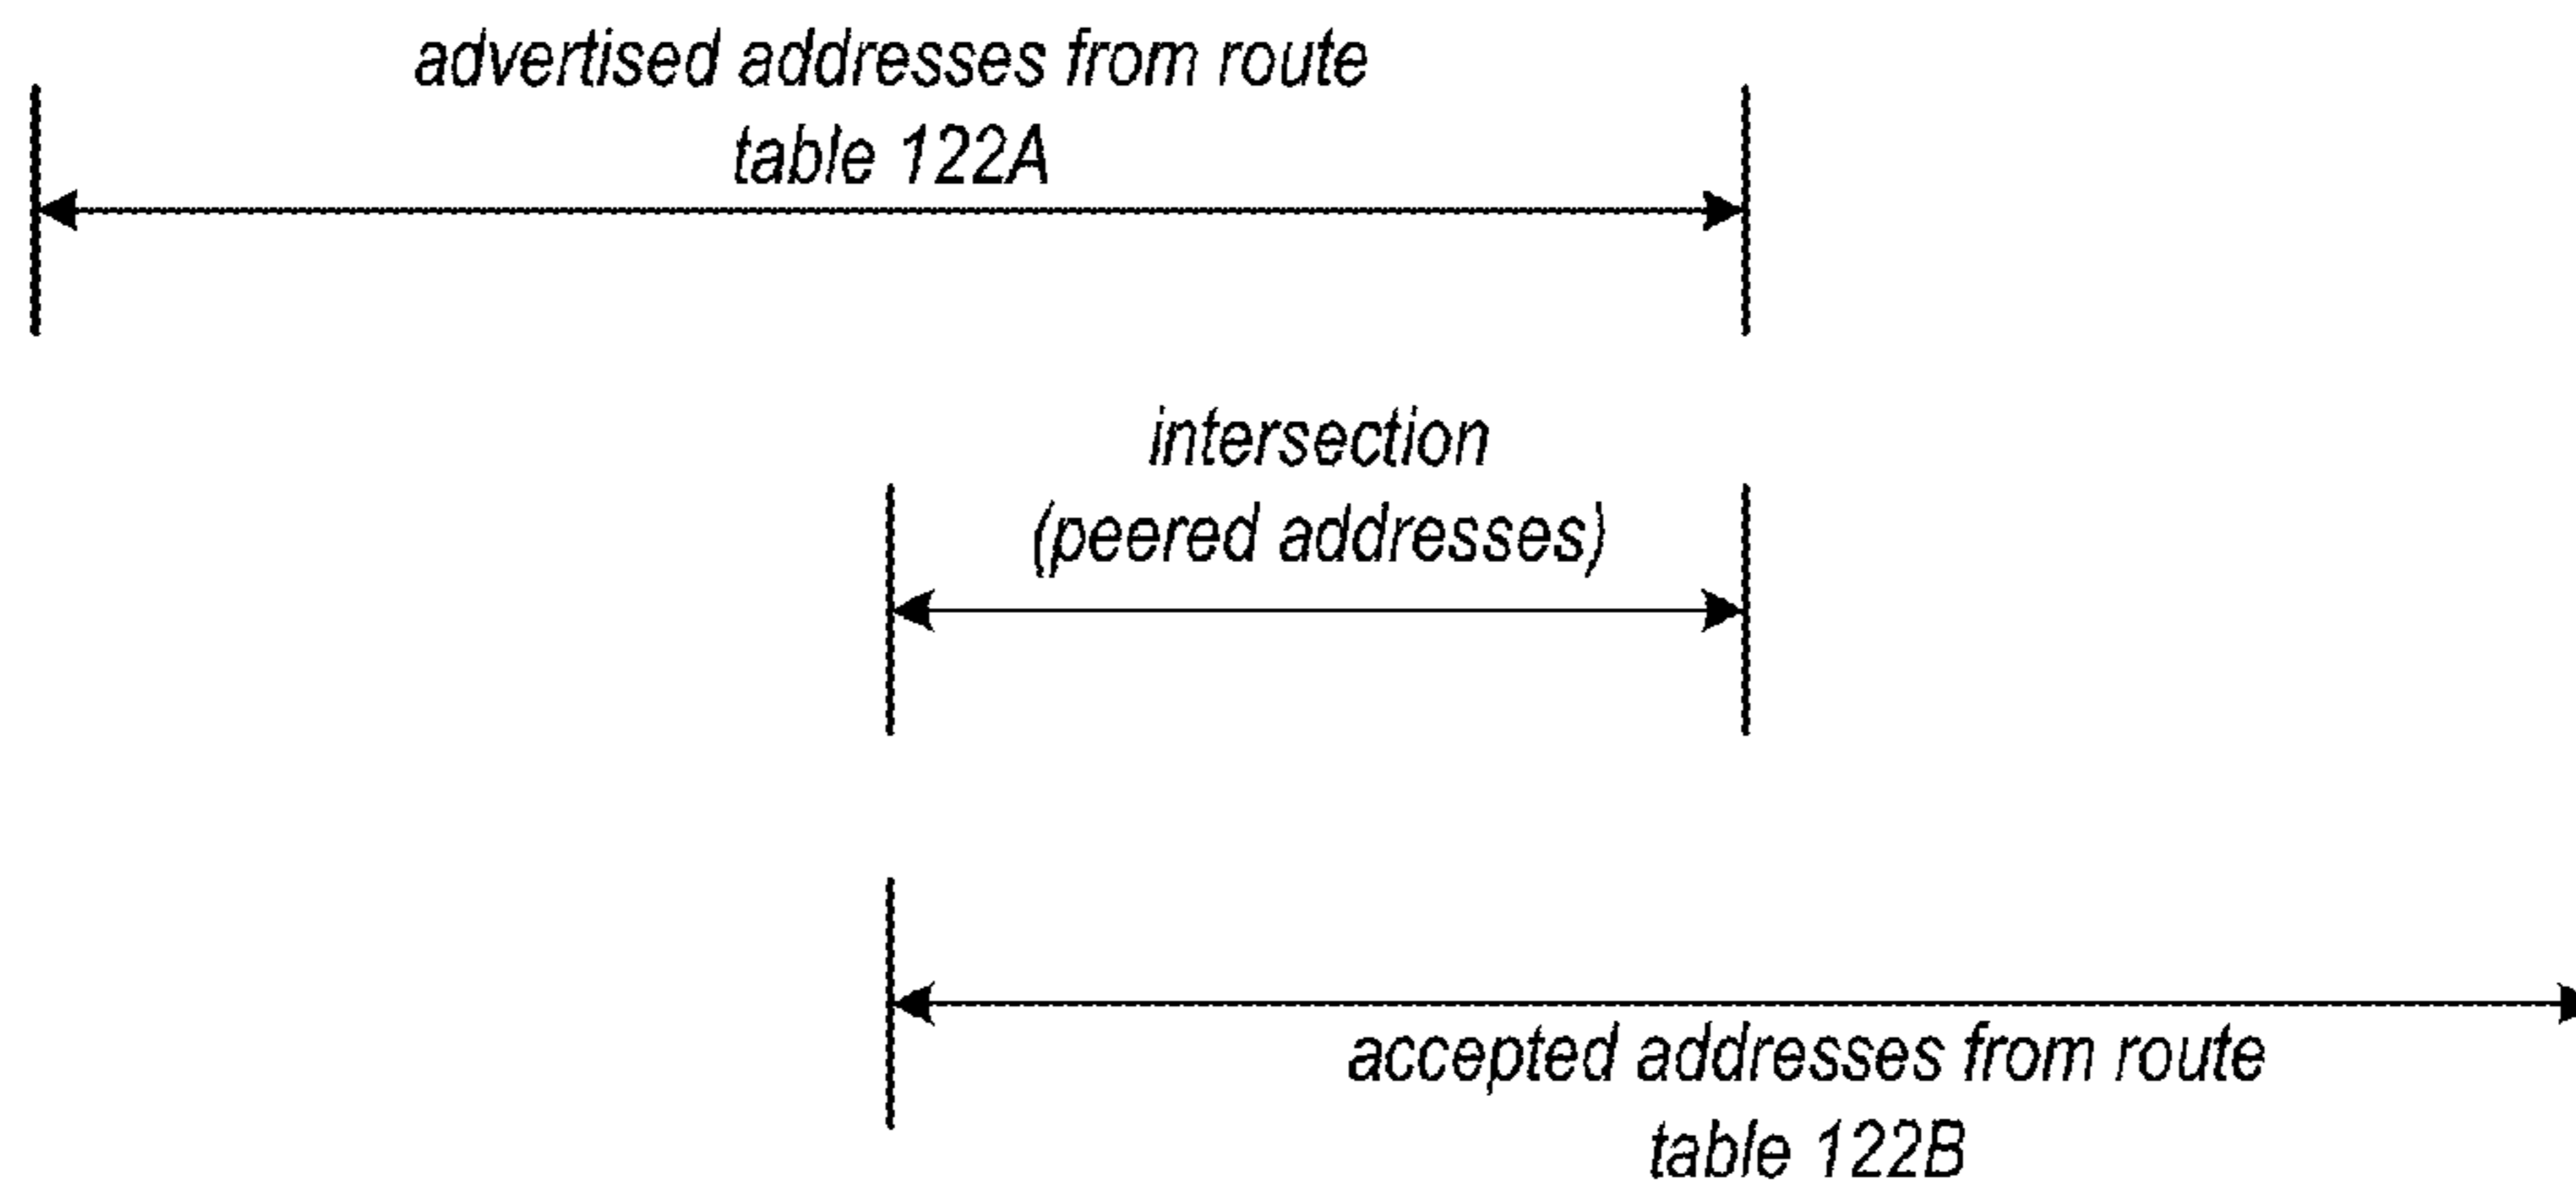 advertised addresses from route
table 122A
intersection
(peered addresses)
accepted addresses from route
table 122B